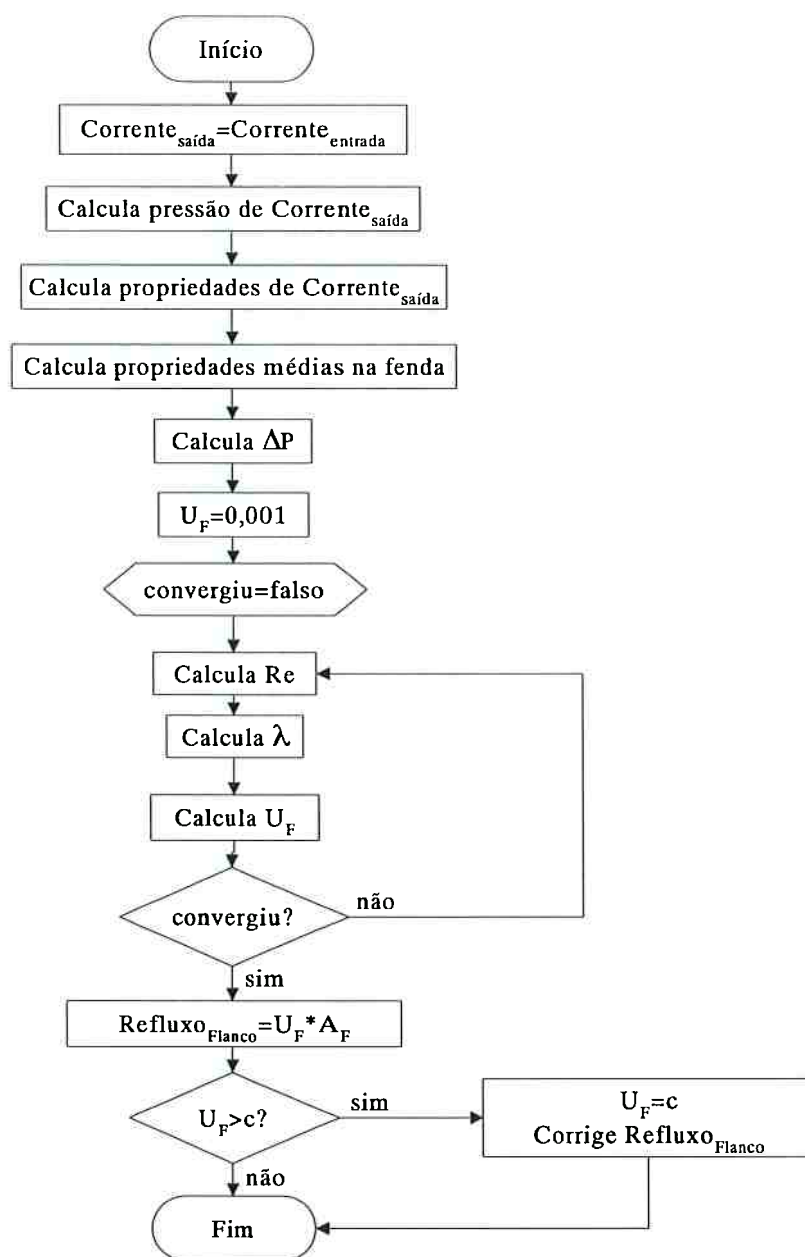 Início
Corrente_saída=Corrente_entrada
Calcula pressão de Corrente_saída
Calcula propriedades de Corrente_saída
Calcula propriedades médias na fenda
Calcula ΔP
U_F=0,001
convergiu=falso
Calcula Re
Calcula λ
Calcula U_F
convergiu?
não
sim
Refluxo_Flanco=U_F*A_F
U_F>c?
sim
U_F=c
Corrige Refluxo_Flanco
não
Fim